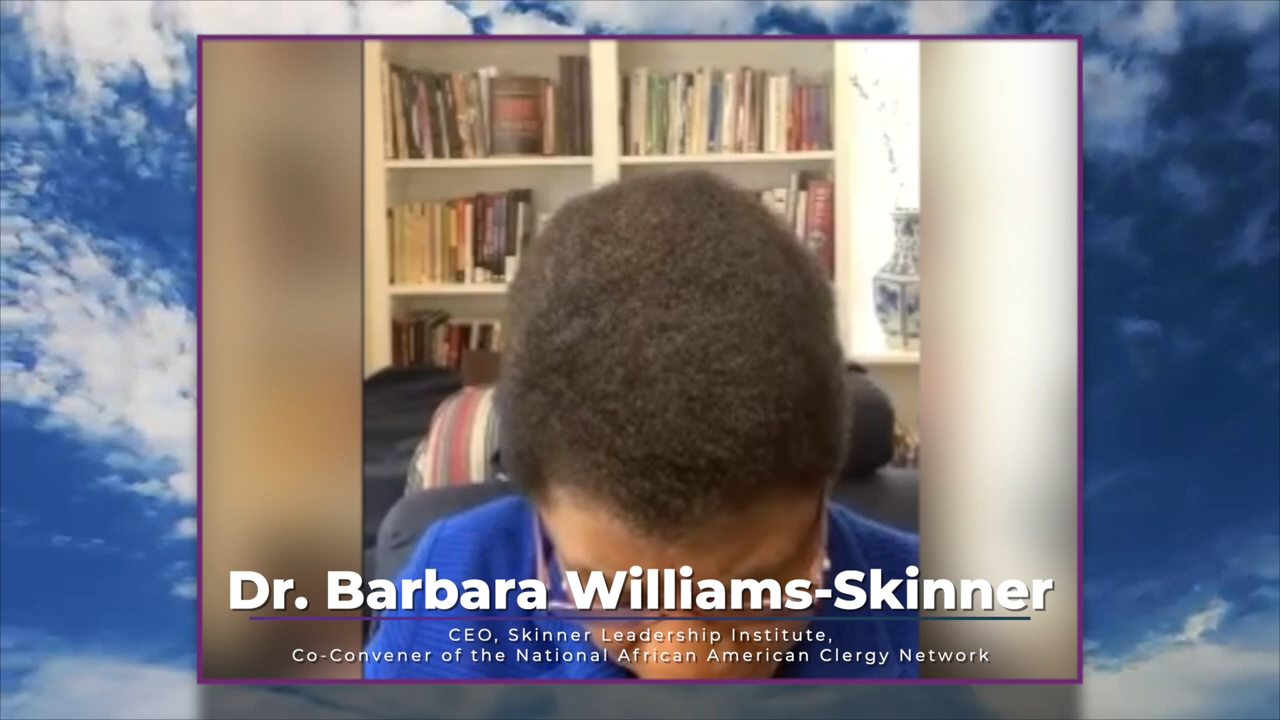 Dr. Barbara Williams-Skinner
CEO, Skinner Leadership Institute,
Co-Convener of the National African American Clergy Network